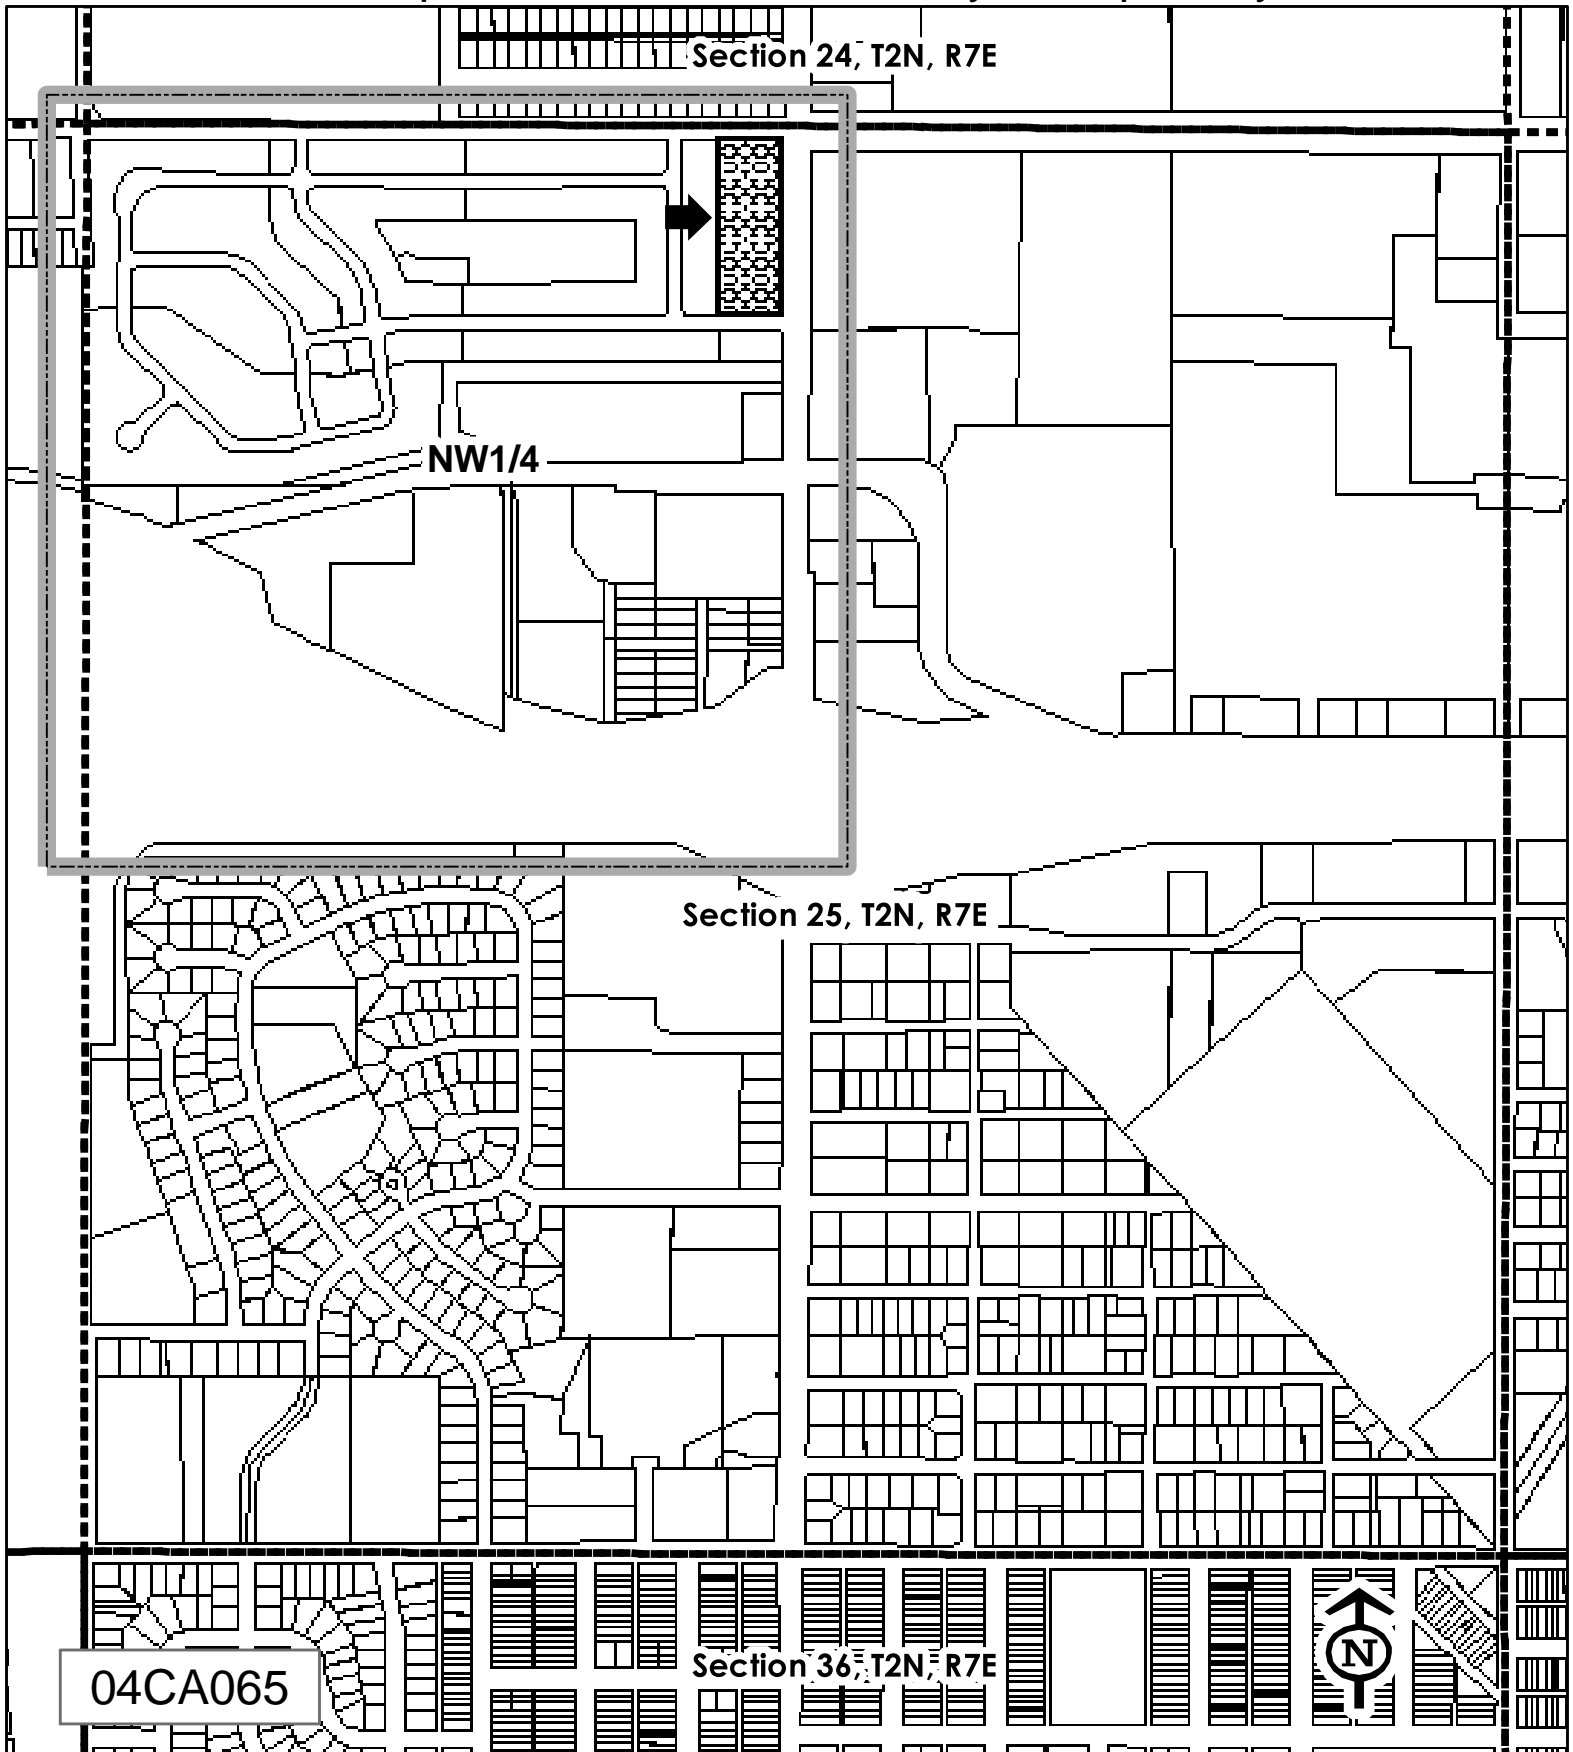 Section 24, T2N, R7E
NW1/4
Section 25, T2N, R7E
Section 36, T2N, R7E
04CA065
N